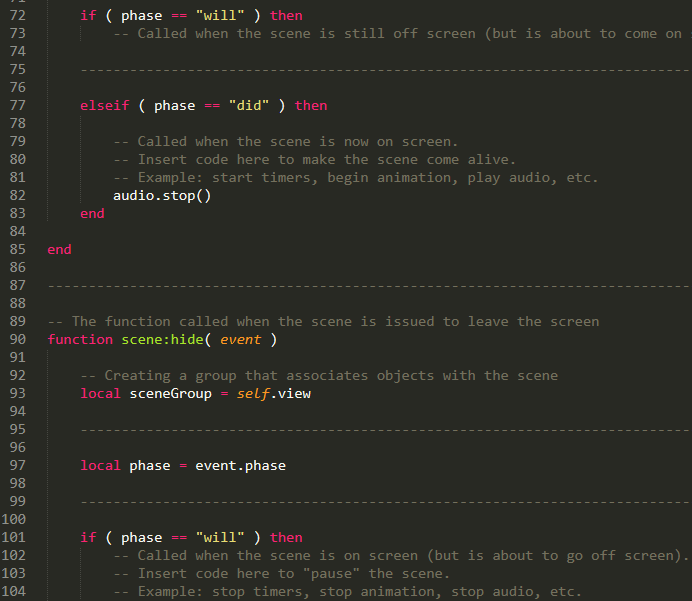 71
72 if ( phase == "will" ) then
73 -- Called when the scene is still off screen (but is about to come on
74
75 --------------------------------------------------------------------------
76
77 elseif ( phase == "did" ) then
78
79 -- Called when the scene is now on screen.
80 -- Insert code here to make the scene come alive.
81 -- Example: start timers, begin animation, play audio, etc.
82 audio.stop()
83 end
84
85 end
86
87 ------------------------------------------------------------------------------
88
89 -- The function called when the scene is issued to leave the screen
90 function scene:hide( event )
91
92 -- Creating a group that associates objects with the scene
93 local sceneGroup = self.view
94
95 --------------------------------------------------------------------------
96
97 local phase = event.phase
98
99 --------------------------------------------------------------------------
100
101 if ( phase == "will" ) then
102 -- Called when the scene is on screen (but is about to go off screen).
103 -- Insert code here to "pause" the scene.
104 -- Example: stop timers, stop animation, stop audio, etc.